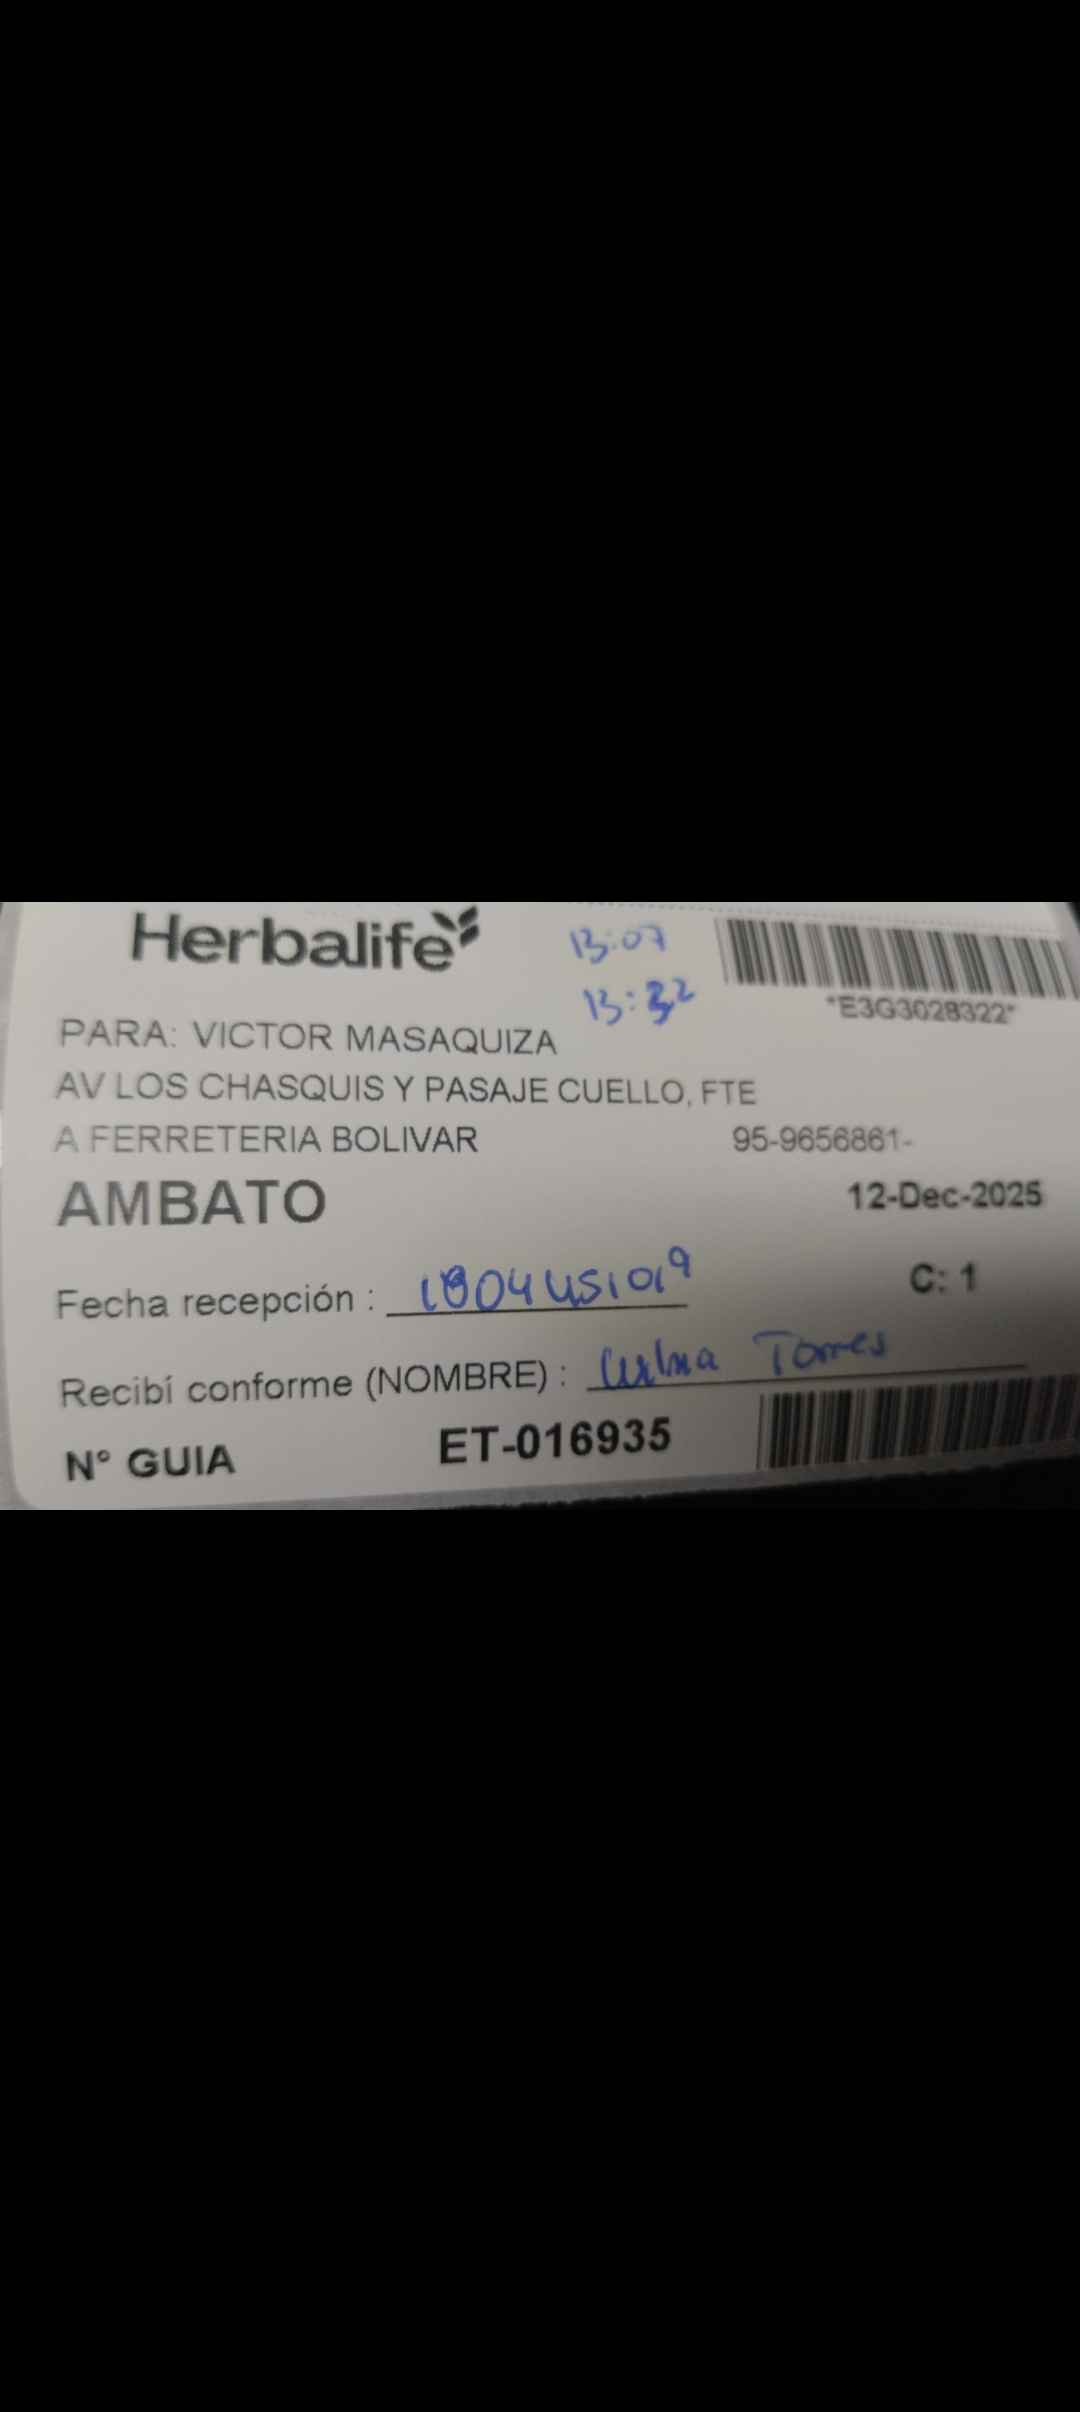 Herbalife
13:07
13:32
*E3G3028322*
PARA: VICTOR MASAQUIZA
AV LOS CHASQUIS Y PASAJE CUELLO, FTE
A FERRETERIA BOLIVAR 95-9656861-
AMBATO 12-Dec-2025
Fecha recepción : 1804451019 C: 1
Recibí conforme (NOMBRE) : Torres
N° GUIA ET-016935